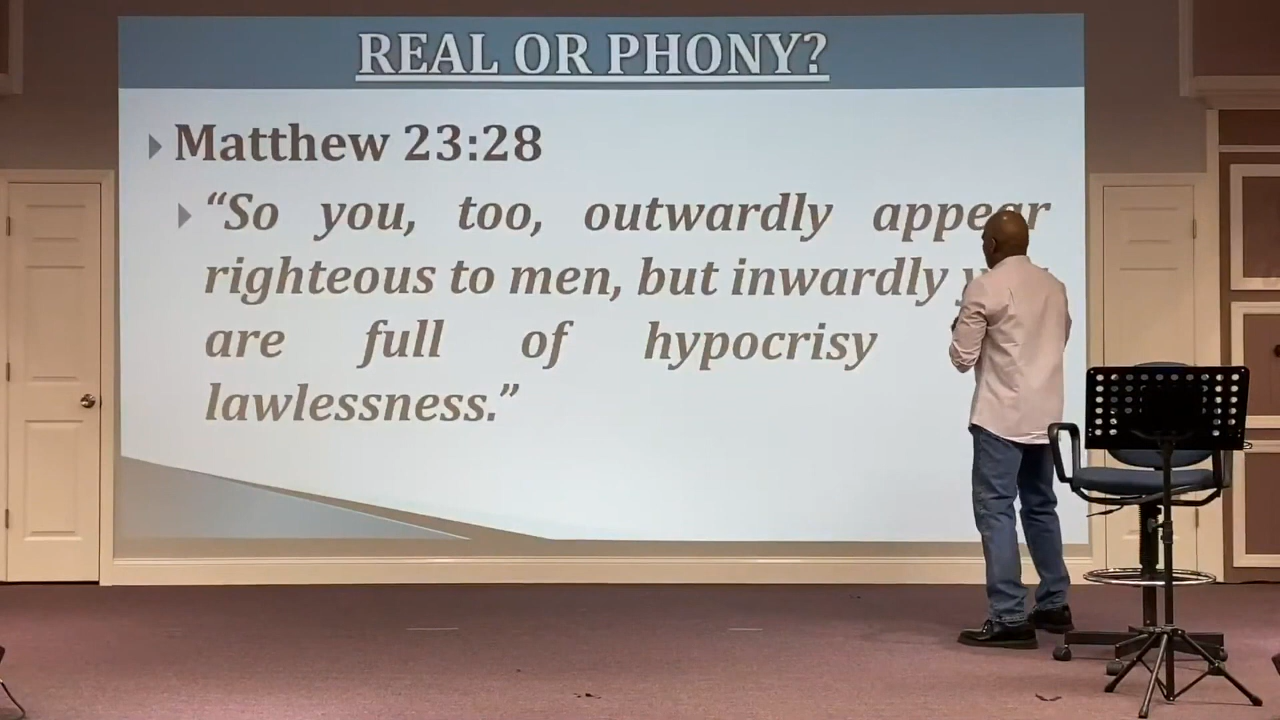 REAL OR PHONY?
Matthew 23:28
“So you, too, outwardly appear
righteous to men, but inwardly
are full of hypocrisy
lawlessness.”